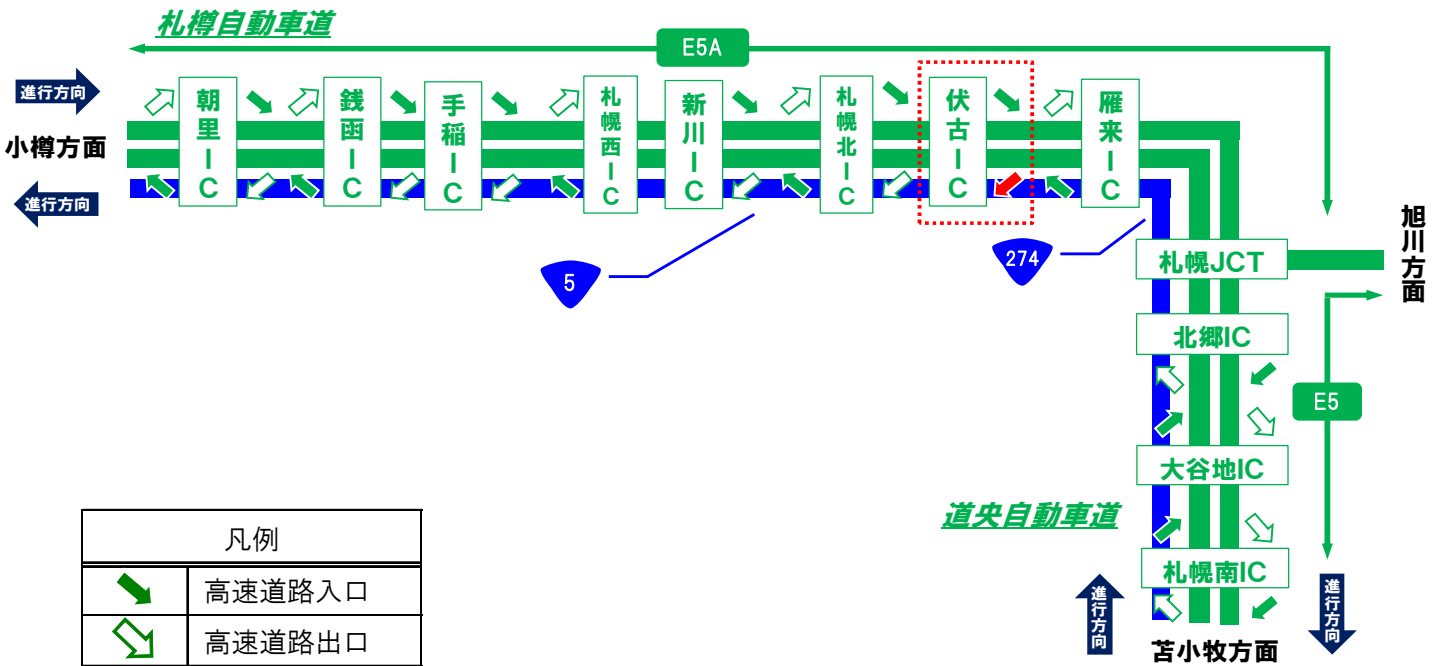 札樽自動車道
E5A
進行方向
小樽方面
進行方向
朝里IC
銭函IC
手稲IC
札幌西IC
新川IC
札幌北IC
伏古IC
雁来IC
5
274
旭川方面
札幌JCT
北郷IC
E5
大谷地IC
道央自動車道
札幌南IC
進行方向
進行方向
苫小牧方面
凡例
高速道路入口
高速道路出口